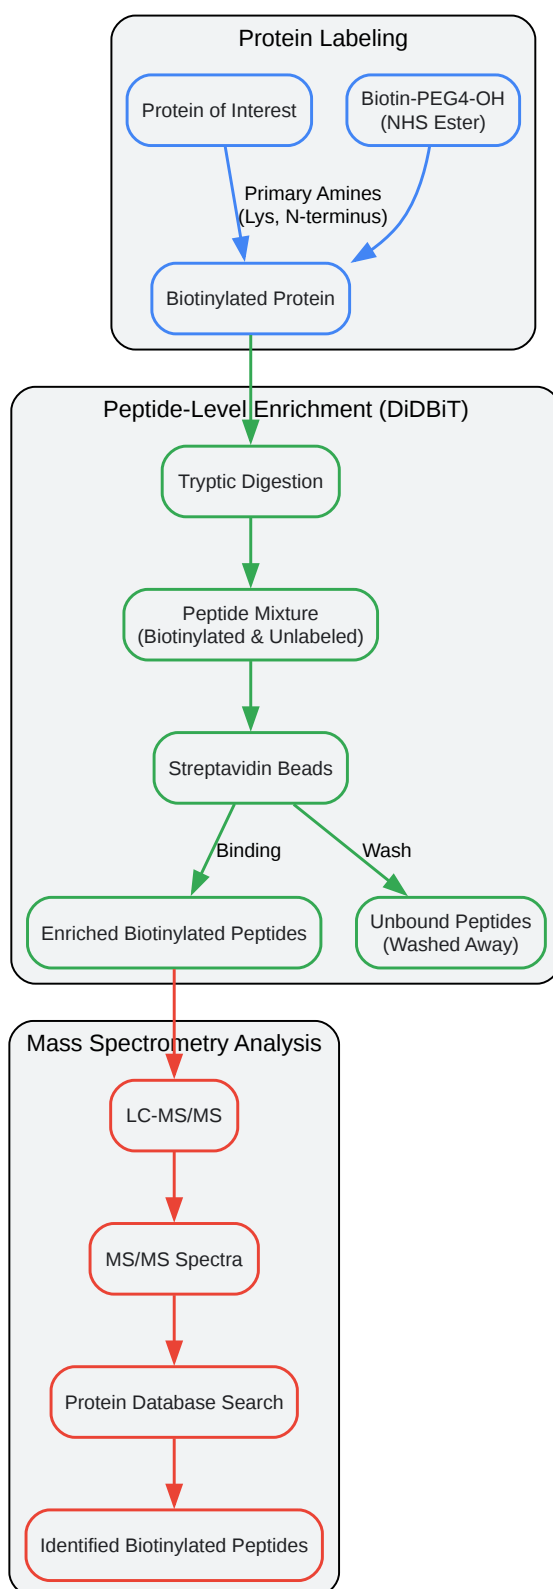 Protein Labeling
Protein of Interest
Biotin-PEG4-OH
(NHS Ester)
Primary Amines
(Lys, N-terminus)
Biotinylated Protein
Peptide-Level Enrichment (DiDBiT)
Tryptic Digestion
Peptide Mixture
(Biotinylated & Unlabeled)
Streptavidin Beads
Binding
Wash
Enriched Biotinylated Peptides
Unbound Peptides
(Washed Away)
Mass Spectrometry Analysis
LC-MS/MS
MS/MS Spectra
Protein Database Search
Identified Biotinylated Peptides